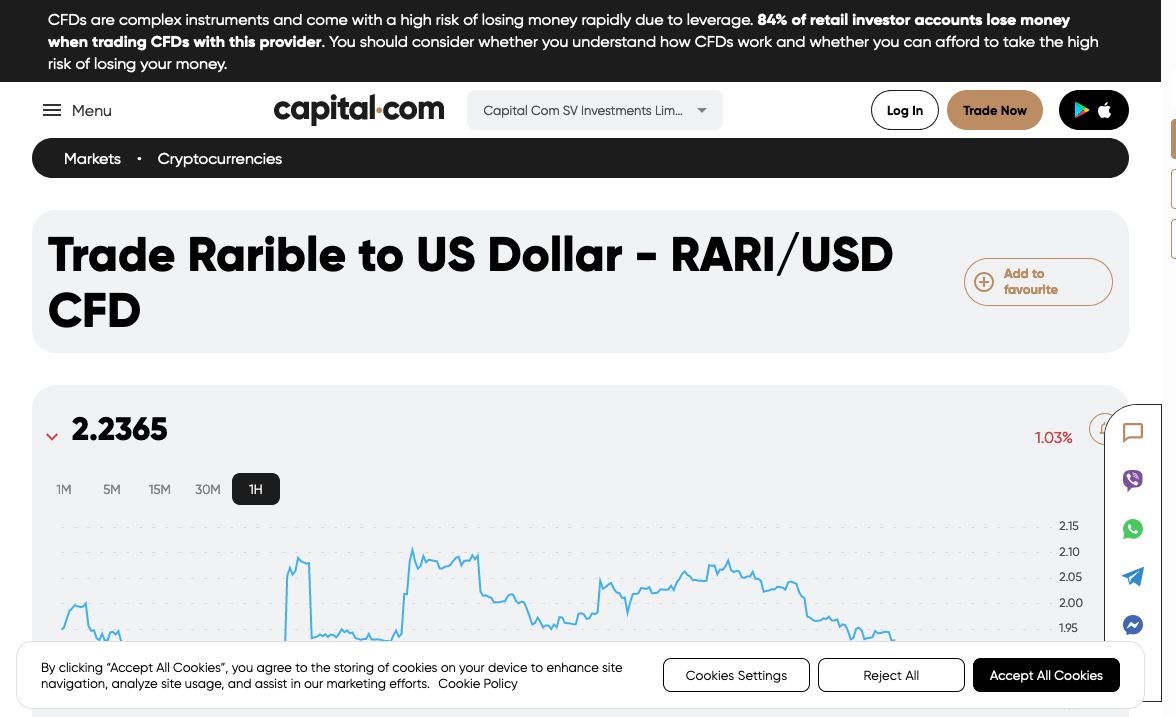 CFDs are complex instruments and come with a high risk of losing money rapidly due to leverage. 84% of retail investor accounts lose money
when trading CFDs with this provider. You should consider whether you understand how CFDs work and whether you can afford to take the high
risk of losing your money.
Menu
capital.com
Capital Com SV Investments Lim...
Log In
Trade Now
Markets • Cryptocurrencies
Trade Rarible to US Dollar - RARI/USD
CFD
Add to
favourite
2.2365
1.03%
1M 5M 15M 30M 1H
2.15
2.10
2.05
2.00
1.95
By clicking “Accept All Cookies”, you agree to the storing of cookies on your device to enhance site
navigation, analyze site usage, and assist in our marketing efforts. Cookie Policy
Cookies Settings
Reject All
Accept All Cookies